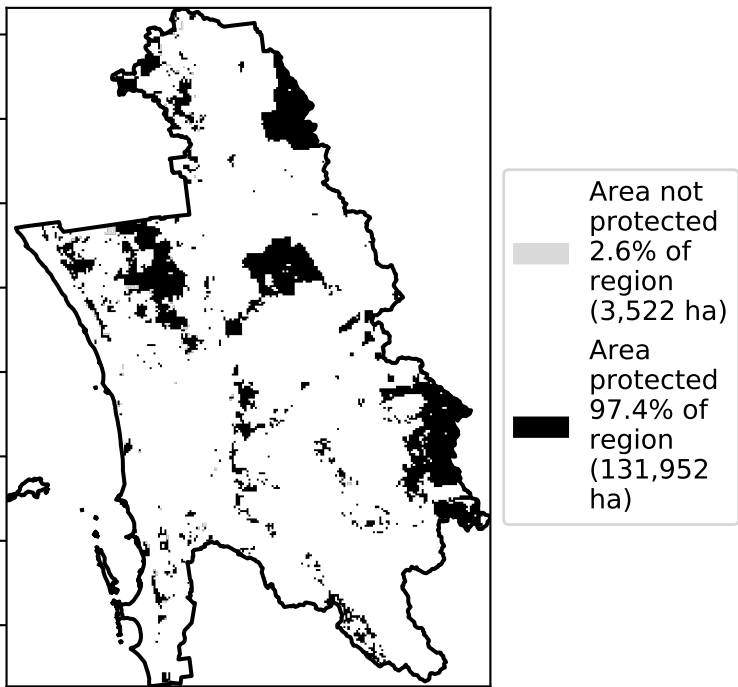 Area not
protected
2.6% of
region
(3,522 ha)
Area
protected
97.4% of
region
(131,952
ha)